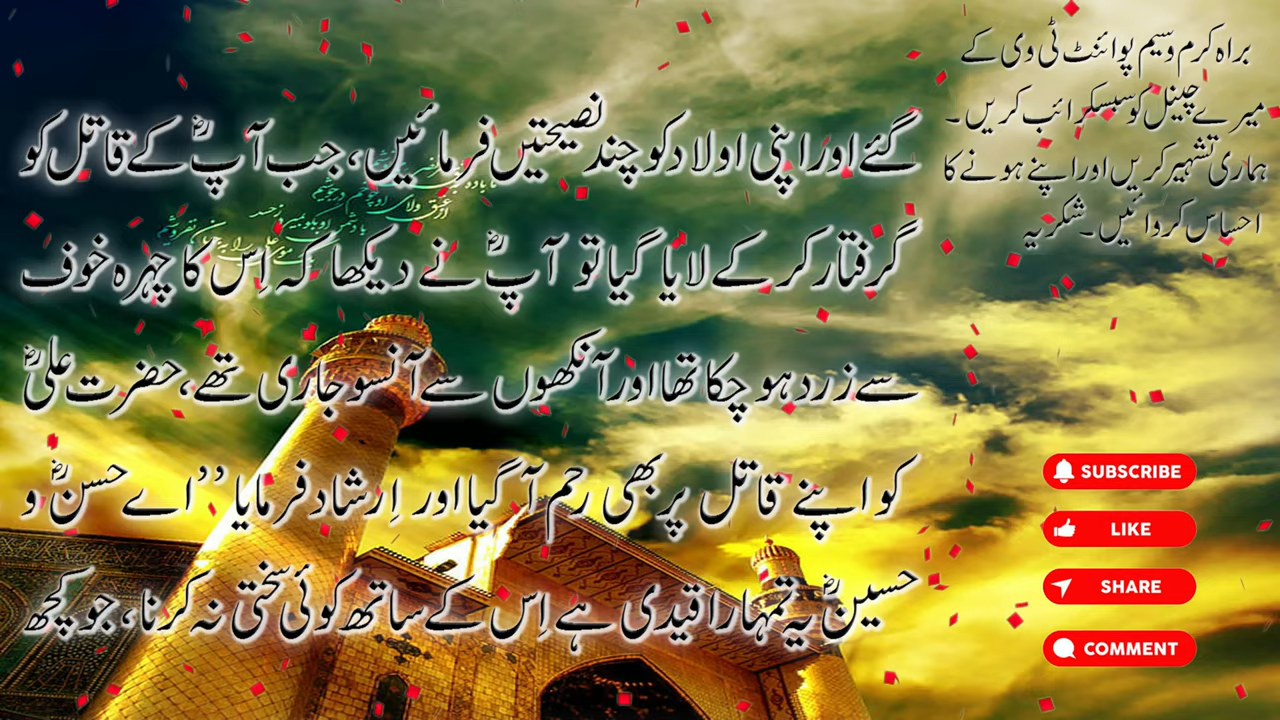 گئے اور اپنی اولاد کو چند نصیحتیں فرمائیں، جب آپؓ کے قاتل کو
گرفتار کر کے لایا گیا تو آپؓ نے دیکھا کہ اِس کا چہرہ خوف
سے زرد ہو چکا تھا اور آنکھوں سے آنسو جاری تھے، حضرت علیؓ
کو اپنے قاتل پر بھی رحم آ گیا اور اِرشاد فرمایا ’’اے حسنؓ و
حسینؓ یہ تمہارا قیدی ہے اِس کے ساتھ کوئی سختی نہ کرنا، جو کچھ
براہ کرم وسیم پوائنٹ ٹی وی کے
میرے چینل کو سبسکرائب کریں۔
ہماری تشہیر کریں اور اپنے ہونے کا
احساس کروائیں۔ شکریہ
SUBSCRIBE
LIKE
SHARE
COMMENT